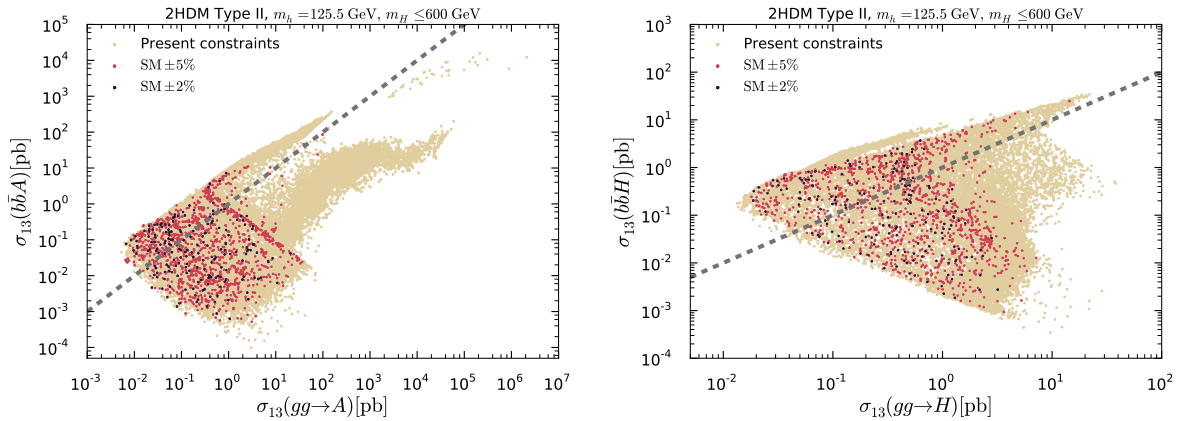 2HDM Type II, m_h = 125.5 GeV, m_H ≤ 600 GeV
Present constraints
SM ±5%
SM ±2%
10^5
10^4
10^3
10^2
10^1
10^0
10^-1
10^-2
10^-3
10^-4
σ_13(bb̄A)[pb]
10^-3 10^-2 10^-1 10^0 10^1 10^2 10^3 10^4 10^5 10^6 10^7
σ_13(gg→A)[pb]
2HDM Type II, m_h = 125.5 GeV, m_H ≤ 600 GeV
Present constraints
SM ±5%
SM ±2%
10^3
10^2
10^1
10^0
10^-1
10^-2
10^-3
10^-4
σ_13(bb̄H)[pb]
10^-2 10^-1 10^0 10^1 10^2
σ_13(gg→H)[pb]